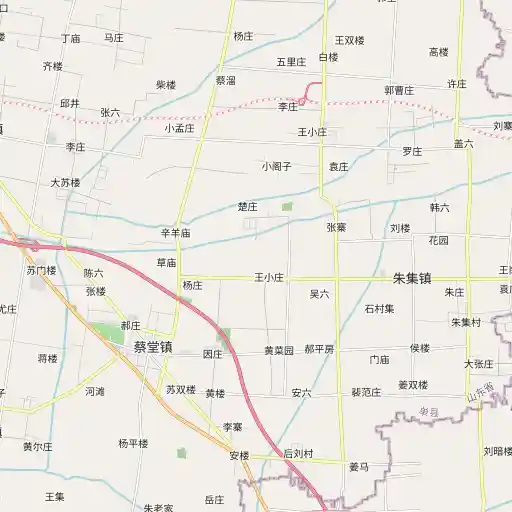 口
丁庙
马庄
杨庄
王双楼
高楼
白楼
五里庄
齐楼
柴楼
蔡溜
许庄
郭曹庄
邱井
张六
李庄
小孟庄
王小庄
刘寨
镇
李庄
盖六
罗庄
小阁子
袁庄
大苏楼
楚庄
韩六
辛羊庙
张寨
刘楼
花园
草庙
苏门楼
陈六
杨庄
王小庄
朱集镇
张楼
吴六
朱庄
石村集
郝庄
朱集村
蔡堂镇
因庄
黄菜园
郝平房
侯楼
蒋楼
门庙
大张庄
河滩
苏双楼
黄楼
安六
裴范庄
姜双楼
山东省
李寨
黄尔庄
杨平楼
安楼
后刘村
姜马
刘暗楼
王集
岳庄
朱老家